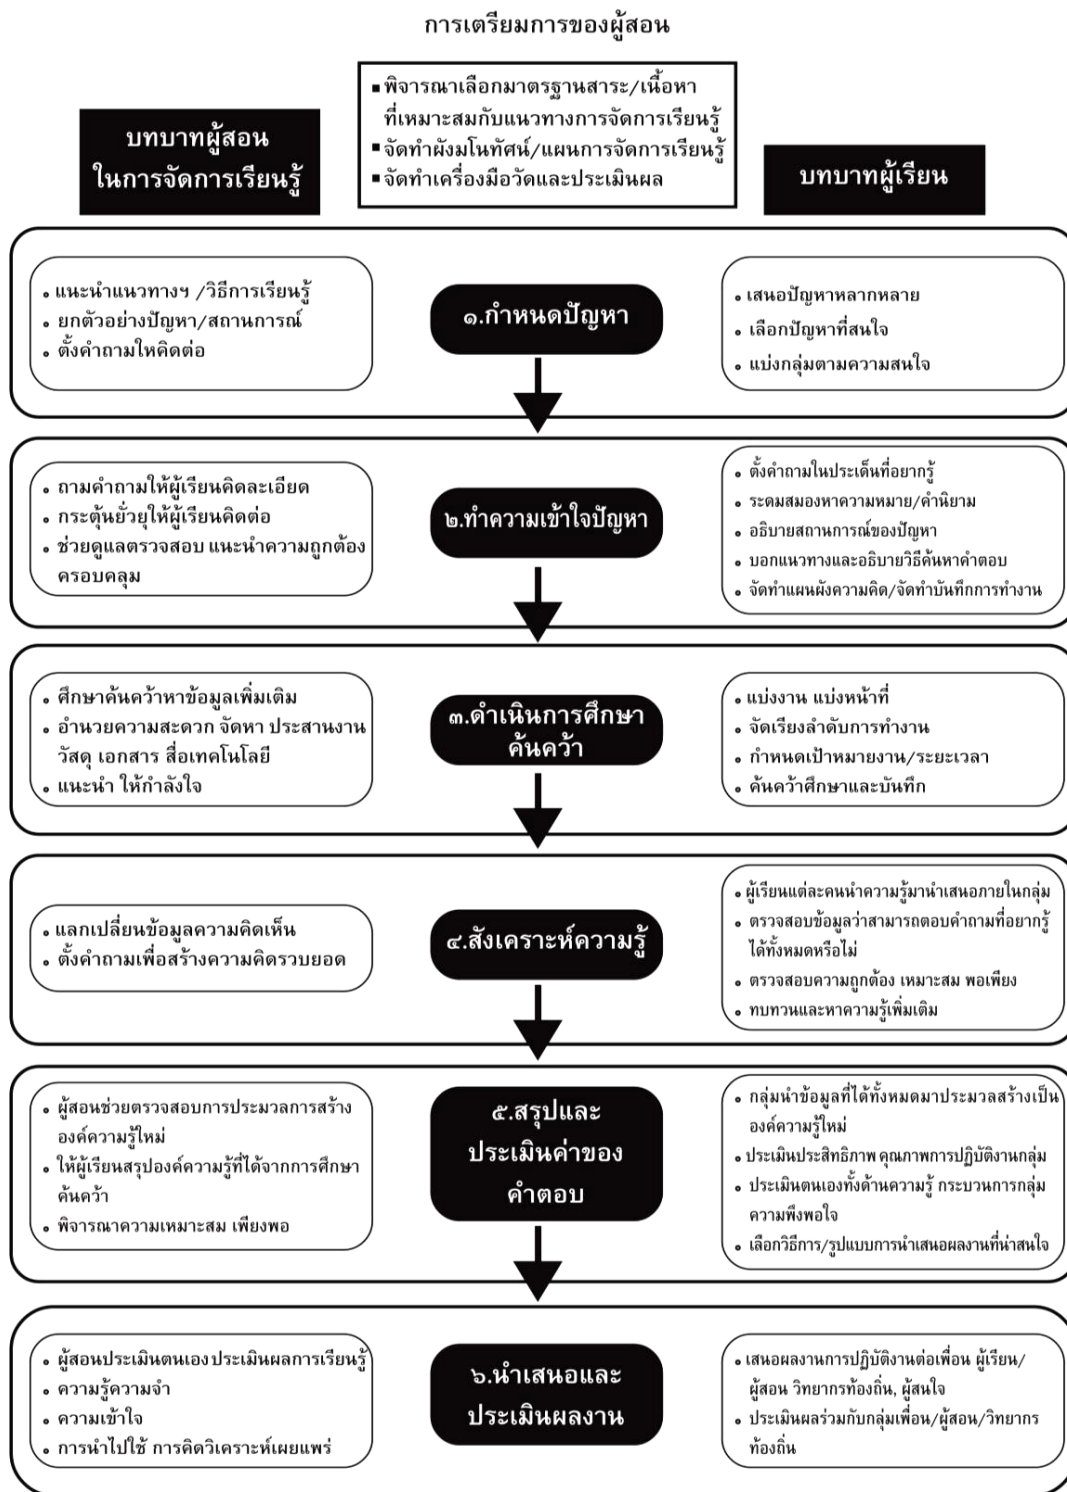 การเตรียมการของผู้สอน
▪ พิจารณาเลือกมาตรฐานสาระ/เนื้อหา
ที่เหมาะสมกับแนวทางการจัดการเรียนรู้
▪ จัดทำผังมโนทัศน์/แผนการจัดการเรียนรู้
▪ จัดทำเครื่องมือวัดและประเมินผล
บทบาทผู้สอน
ในการจัดการเรียนรู้
บทบาทผู้เรียน
• แนะนำแนวทางฯ /วิธีการเรียนรู้
• ยกตัวอย่างปัญหา/สถานการณ์
• ตั้งคำถามใหคิดต่อ
๑.กำหนดปัญหา
• เสนอปัญหาหลากหลาย
• เลือกปัญหาที่สนใจ
• แบ่งกลุ่มตามความสนใจ
• ถามคำถามให้ผู้เรียนคิดละเอียด
• กระตุ้นยั่วยุให้ผู้เรียนคิดต่อ
• ช่วยดูแลตรวจสอบ แนะนำความถูกต้อง
ครอบคลุม
๒.ทำความเข้าใจปัญหา
• ตั้งคำถามในประเด็นที่อยากรู้
• ระดมสมองหาความหมาย/คำนิยาม
• อธิบายสถานการณ์ของปัญหา
• บอกแนวทางและอธิบายวิธีค้นหาคำตอบ
• จัดทำแผนผังความคิด/จัดทำบันทึกการทำงาน
• ศึกษาค้นคว้าหาข้อมูลเพิ่มเติม
• อำนวยความสะดวก จัดหา ประสานงาน
วัสดุ เอกสาร สื่อเทคโนโลยี
• แนะนำ ให้กำลังใจ
๓.ดำเนินการศึกษา
ค้นคว้า
• แบ่งงาน แบ่งหน้าที่
• จัดเรียงลำดับการทำงาน
• กำหนดเป้าหมายงาน/ระยะเวลา
• ค้นคว้าศึกษาและบันทึก
• แลกเปลี่ยนข้อมูลความคิดเห็น
• ตั้งคำถามเพื่อสร้างความคิดรวบยอด
๔.สังเคราะห์ความรู้
• ผู้เรียนแต่ละคนนำความรู้มานำเสนอภายในกลุ่ม
• ตรวจสอบข้อมูลว่าสามารถตอบคำถามที่อยากรู้
ได้ทั้งหมดหรือไม่
• ตรวจสอบความถูกต้อง เหมาะสม พอเพียง
• ทบทวนและหาความรู้เพิ่มเติม
• ผู้สอนช่วยตรวจสอบการประมวลการสร้าง
องค์ความรู้ใหม่
• ให้ผู้เรียนสรุปองค์ความรู้ที่ได้จากการศึกษา
ค้นคว้า
• พิจารณาความเหมาะสม เพียงพอ
๕.สรุปและ
ประเมินค่าของ
คำตอบ
• กลุ่มนำข้อมูลที่ได้ทั้งหมดมาประมวลสร้างเป็น
องค์ความรู้ใหม่
• ประเมินประสิทธิภาพ คุณภาพการปฏิบัติงานกลุ่ม
• ประเมินตนเองทั้งด้านความรู้ กระบวนการกลุ่ม
ความพึงพอใจ
• เลือกวิธีการ/รูปแบบการนำเสนอผลงานที่น่าสนใจ
• ผู้สอนประเมินตนเอง ประเมินผลการเรียนรู้
• ความรู้ความจำ
• ความเข้าใจ
• การนำไปใช้ การคิดวิเคราะห์เผยแพร่
๖.นำเสนอและ
ประเมินผลงาน
• เสนอผลงานการปฏิบัติงานต่อเพื่อน ผู้เรียน/
ผู้สอน วิทยากรท้องถิ่น, ผู้สนใจ
• ประเมินผลร่วมกับกลุ่มเพื่อน/ผู้สอน/วิทยากร
ท้องถิ่น